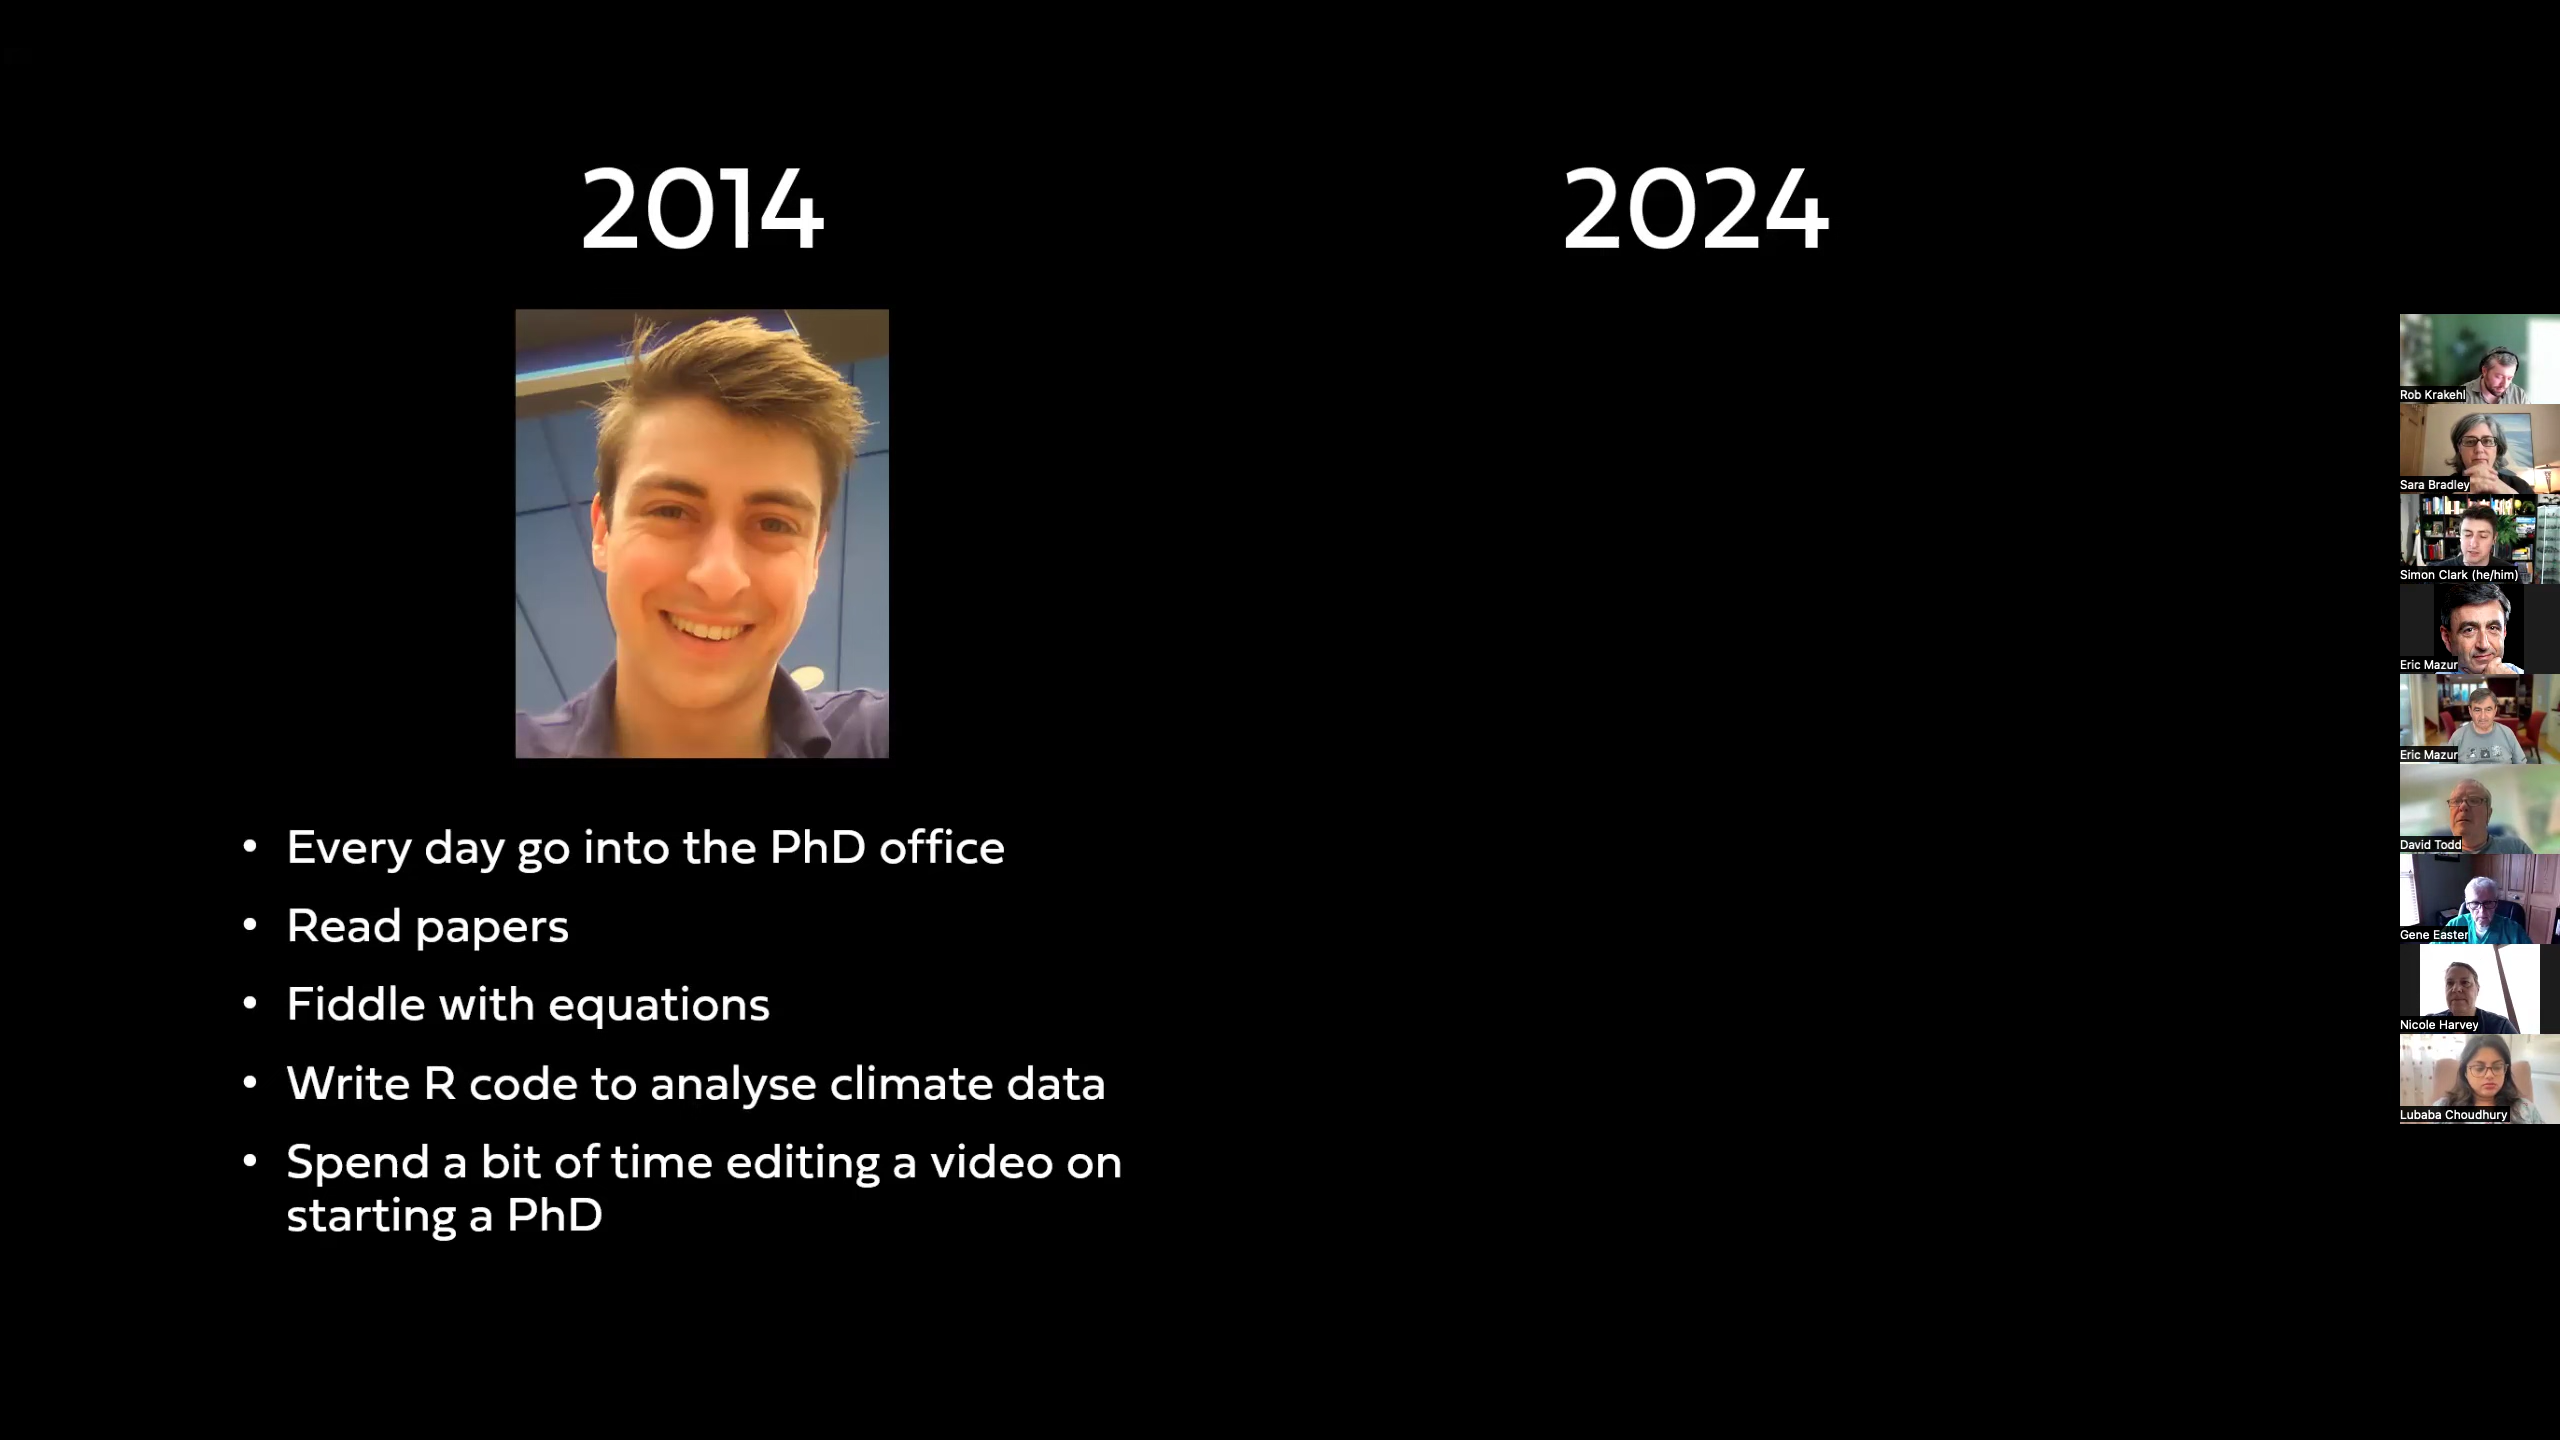 2014
2024
• Every day go into the PhD office
• Read papers
• Fiddle with equations
• Write R code to analyse climate data
• Spend a bit of time editing a video on
starting a PhD
Rob Krakehl
Sara Bradley
Simon Clark (he/him)
Eric Mazur
Eric Mazur
David Todd
Gene Easter
Nicole Harvey
Lubaba Choudhury